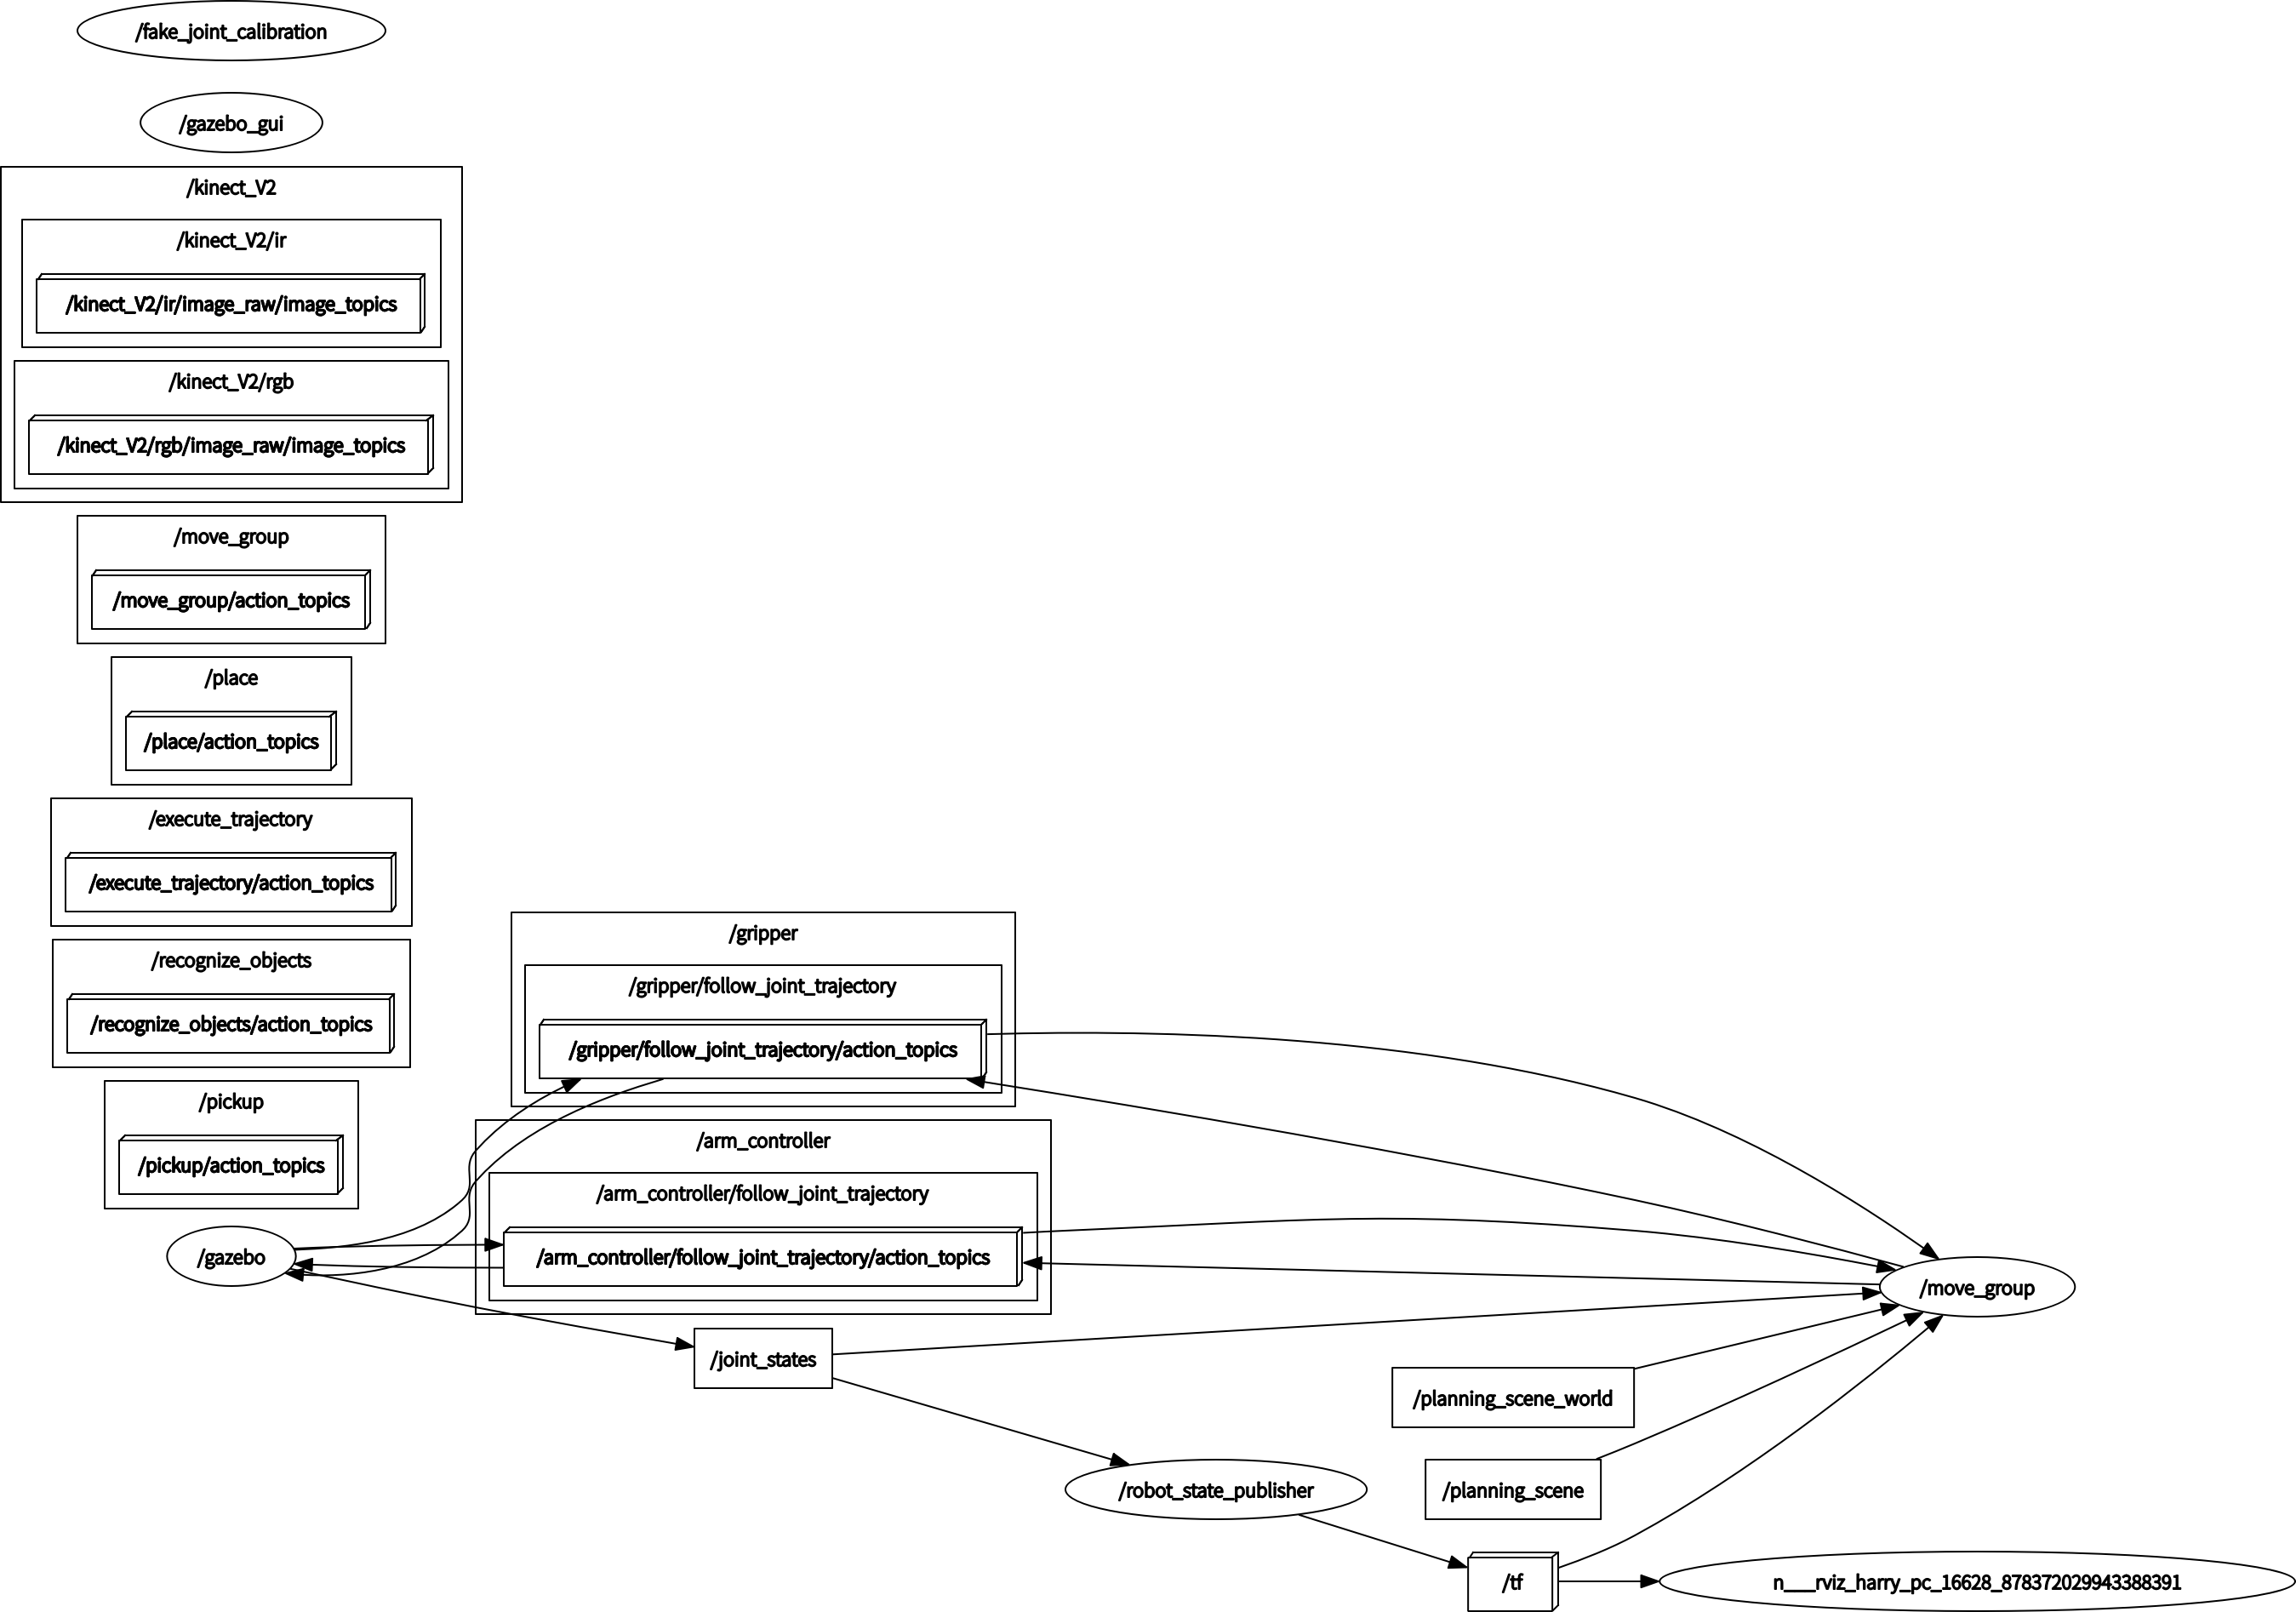 /fake_joint_calibration
/gazebo_gui
/kinect_V2
/kinect_V2/ir
/kinect_V2/ir/image_raw/image_topics
/kinect_V2/rgb
/kinect_V2/rgb/image_raw/image_topics
/move_group
/move_group/action_topics
/place
/place/action_topics
/execute_trajectory
/execute_trajectory/action_topics
/recognize_objects
/recognize_objects/action_topics
/pickup
/pickup/action_topics
/gazebo
/gripper
/gripper/follow_joint_trajectory
/gripper/follow_joint_trajectory/action_topics
/arm_controller
/arm_controller/follow_joint_trajectory
/arm_controller/follow_joint_trajectory/action_topics
/joint_states
/move_group
/planning_scene_world
/planning_scene
/robot_state_publisher
/tf
n___rviz_harry_pc_16628_878372029943388391